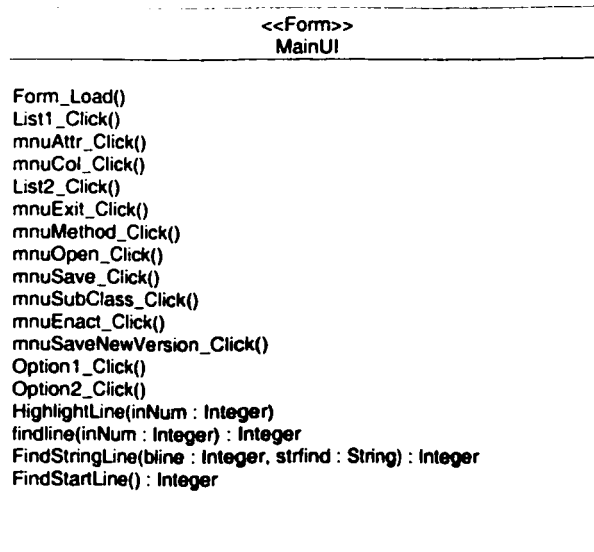 <<Form>>
MainUI
Form_Load()
List1_Click()
mnuAttr_Click()
mnuCol_Click()
List2_Click()
mnuExit_Click()
mnuMethod_Click()
mnuOpen_Click()
mnuSave_Click()
mnuSubClass_Click()
mnuEnact_Click()
mnuSaveNewVersion_Click()
Option1_Click()
Option2_Click()
HighlightLine(inNum : Integer)
findline(inNum : Integer) : Integer
FindStringLine(bline : Integer, strfind : String) : Integer
FindStartLine() : Integer